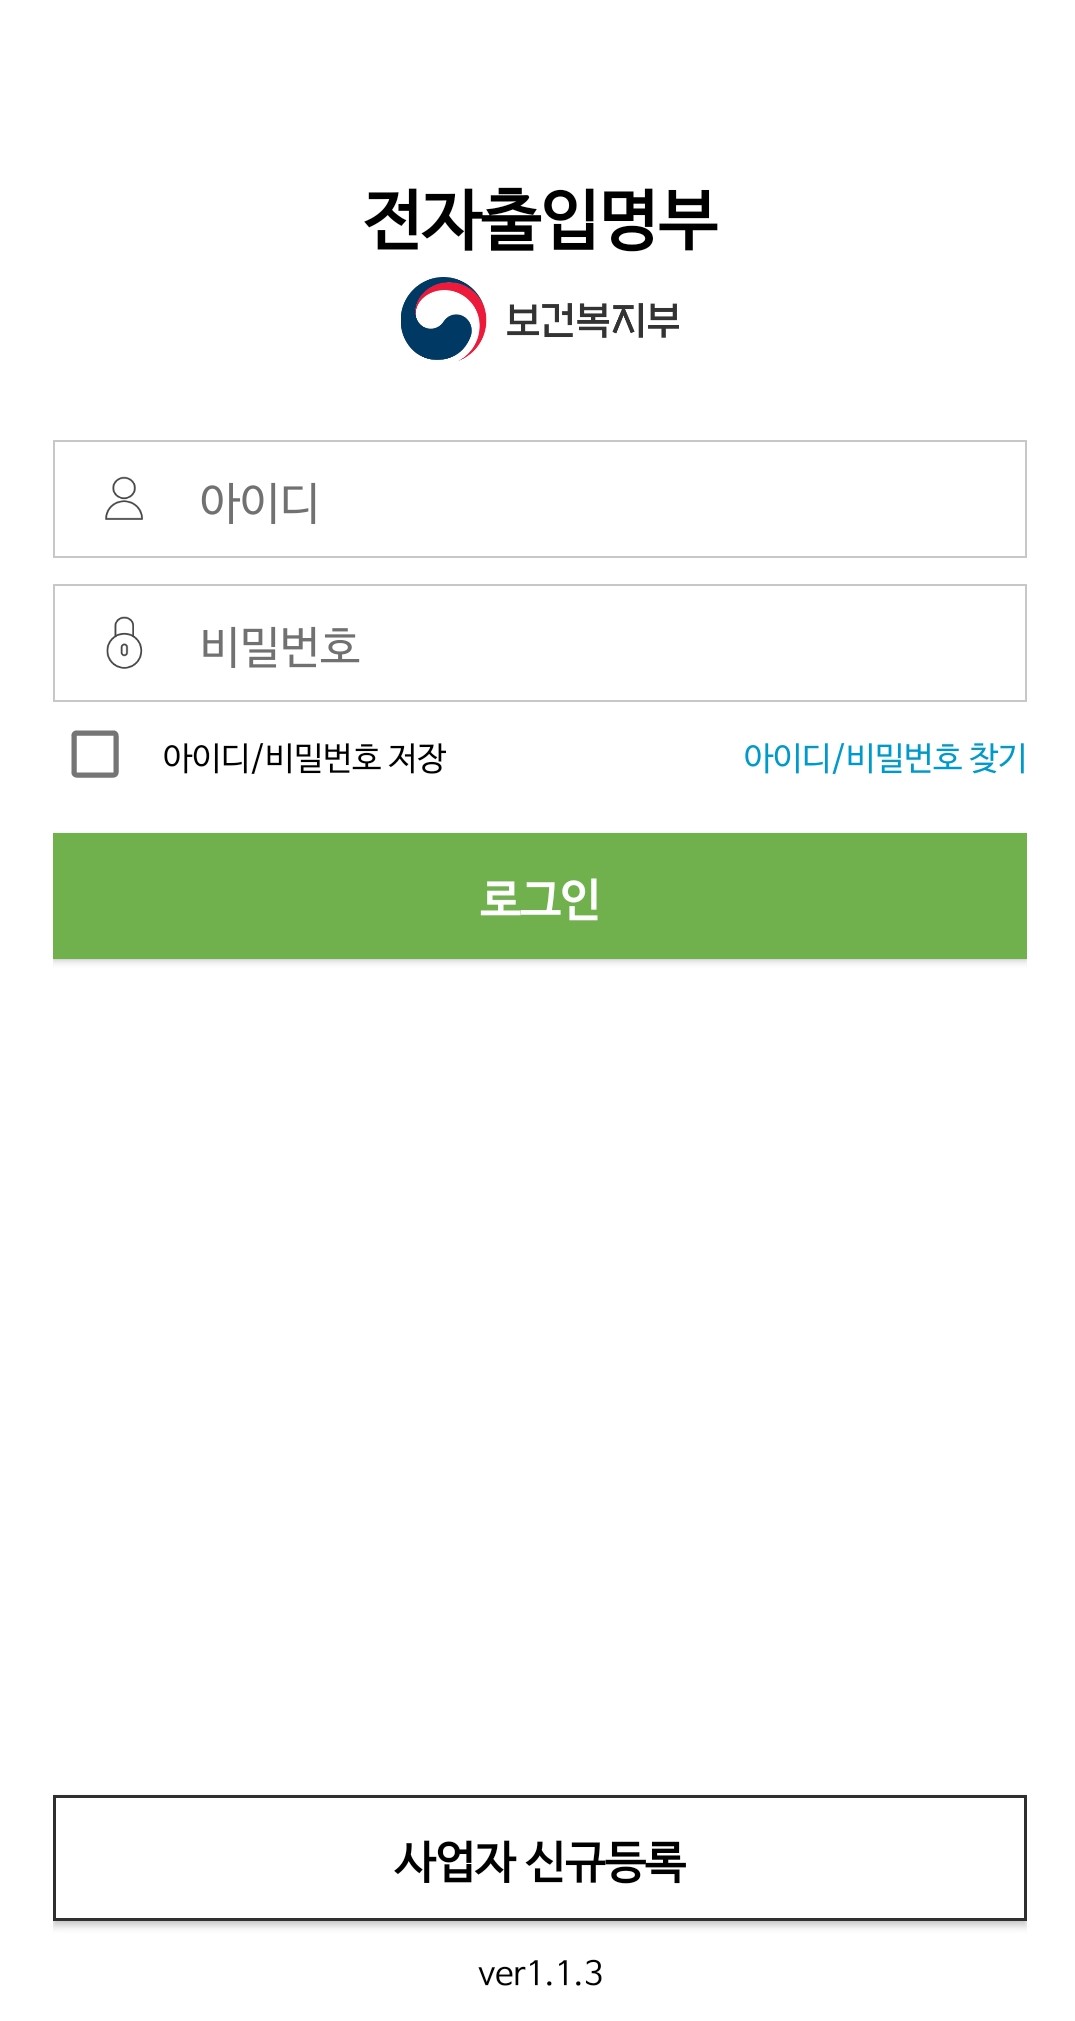 전자출입명부
보건복지부
아이디
비밀번호
아이디/비밀번호 저장
아이디/비밀번호 찾기
로그인
사업자 신규등록
ver1.1.3